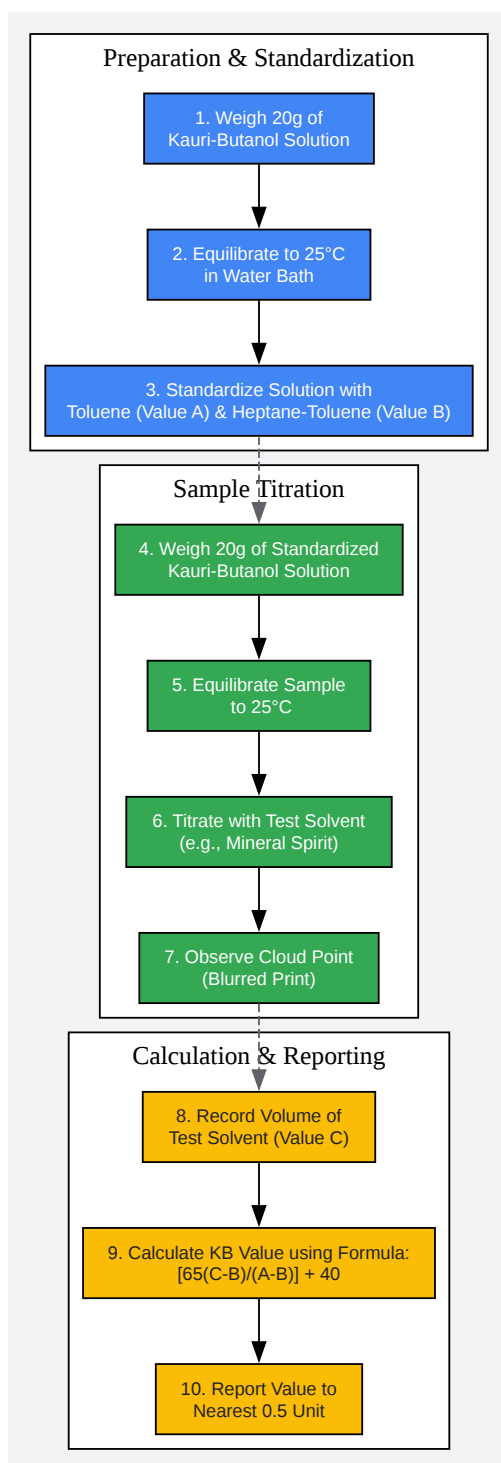 Preparation & Standardization
1. Weigh 20g of
Kauri-Butanol Solution
2. Equilibrate to 25°C
in Water Bath
3. Standardize Solution with
Toluene (Value A) & Heptane-Toluene (Value B)
Sample Titration
4. Weigh 20g of Standardized
Kauri-Butanol Solution
5. Equilibrate Sample
to 25°C
6. Titrate with Test Solvent
(e.g., Mineral Spirit)
7. Observe Cloud Point
(Blurred Print)
Calculation & Reporting
8. Record Volume of
Test Solvent (Value C)
9. Calculate KB Value using Formula:
[65(C-B)/(A-B)] + 40
10. Report Value to
Nearest 0.5 Unit